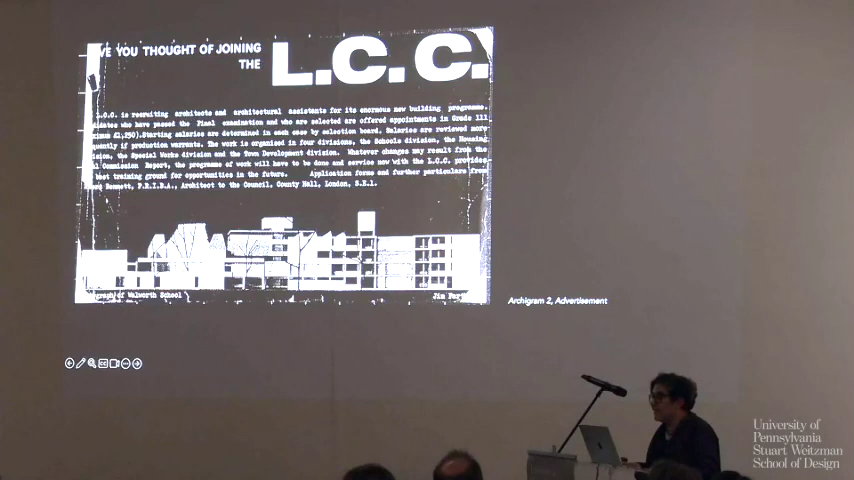 VE YOU THOUGHT OF JOINING
THE
L.C.C.
L.C.C. is recruiting architects and architectural assistants for its enormous new building programme.
idates who have passed the Final examination and who are selected are offered appointments in Grade 111
imum £1,250).Starting salaries are determined in each case by selection board. Salaries are reviewed more
quently if production warrants. The work is organised in four divisions, the Schools division, the Housing
ision, the Special Works division and the Town Development division. Whatever changes may result from the
l Commission Report, the programme of work will have to be done and service now with the L.C.C. provides
best training ground for opportunities in the future. Application forms and further particulars from
Bennett, F.R.I.B.A., Architect to the Council, County Hall, London, S.E.1.
graph of Walworth School
Jim
Archigram 2, Advertisement
University of
Pennsylvania
Stuart Weitzman
School of Design